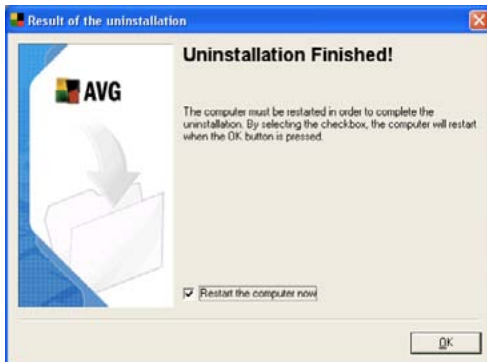 Result of the uninstallation
AVG
Uninstallation Finished!
The computer must be restarted in order to complete the
uninstallation. By selecting the checkbox, the computer will restart
when the OK button is pressed.
Restart the computer now
OK